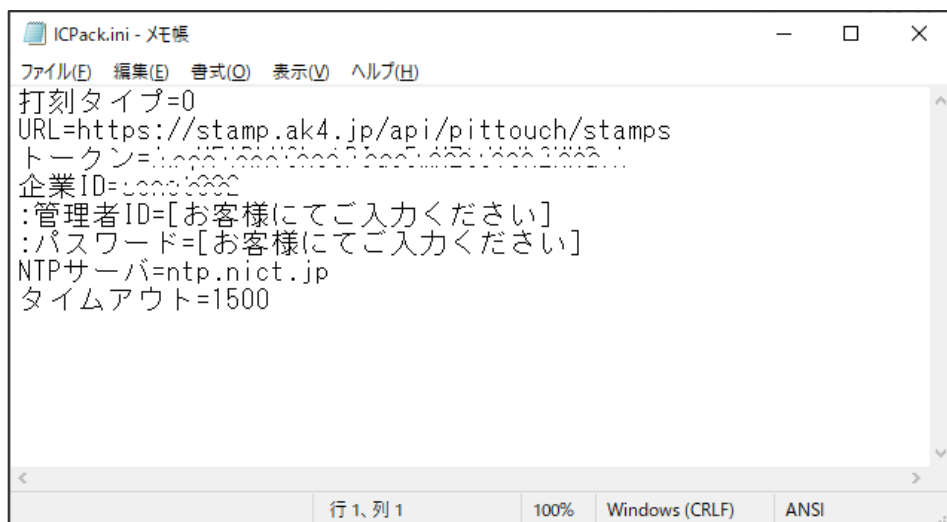 ICPack.ini - メモ帳
ファイル(F) 編集(E) 書式(O) 表示(V) ヘルプ(H)
打刻タイプ=0
URL=https://stamp.ak4.jp/api/pittouch/stamps
トークン=
企業ID=
:管理者ID=[お客様にてご入力ください]
:パスワード=[お客様にてご入力ください]
NTPサーバ=ntp.nict.jp
タイムアウト=1500
行 1、列 1 100% Windows (CRLF) ANSI